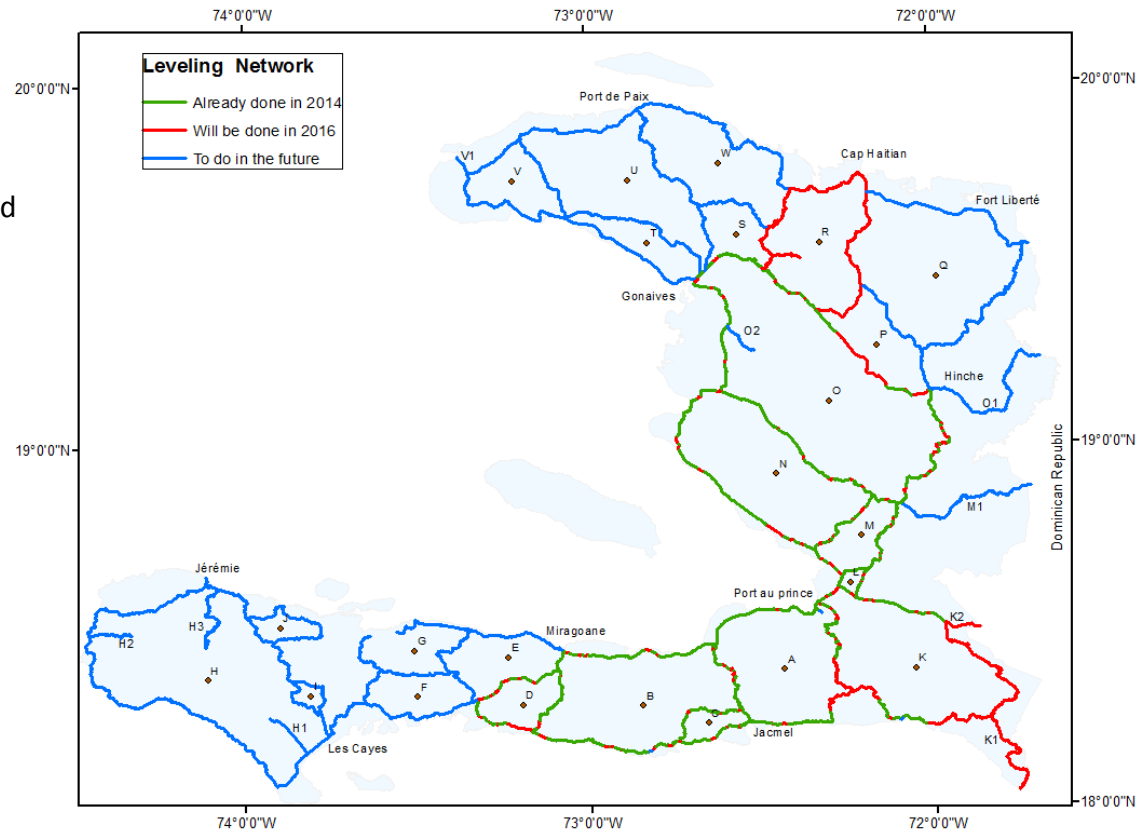 74°0'0"W 73°0'0"W 72°0'0"W
Leveling Network
Already done in 2014
Will be done in 2016
To do in the future
20°0'0"N
20°0'0"N
Port de Paix
V1
V
U
W
Cap Haitian
d
Fort Liberté
T
S
R
Q
Gonaives
O2
P
Hinche
O1
O
19°0'0"N
19°0'0"N
N
M1
M
Dominican Republic
L
Jérémie
Port au prince
K2
H3
H2
J
Miragoane
G
E
H
I
F
D
B
C
A
K
H1
Les Cayes
Jacmel
K1
18°0'0"N
74°0'0"W 73°0'0"W 72°0'0"W